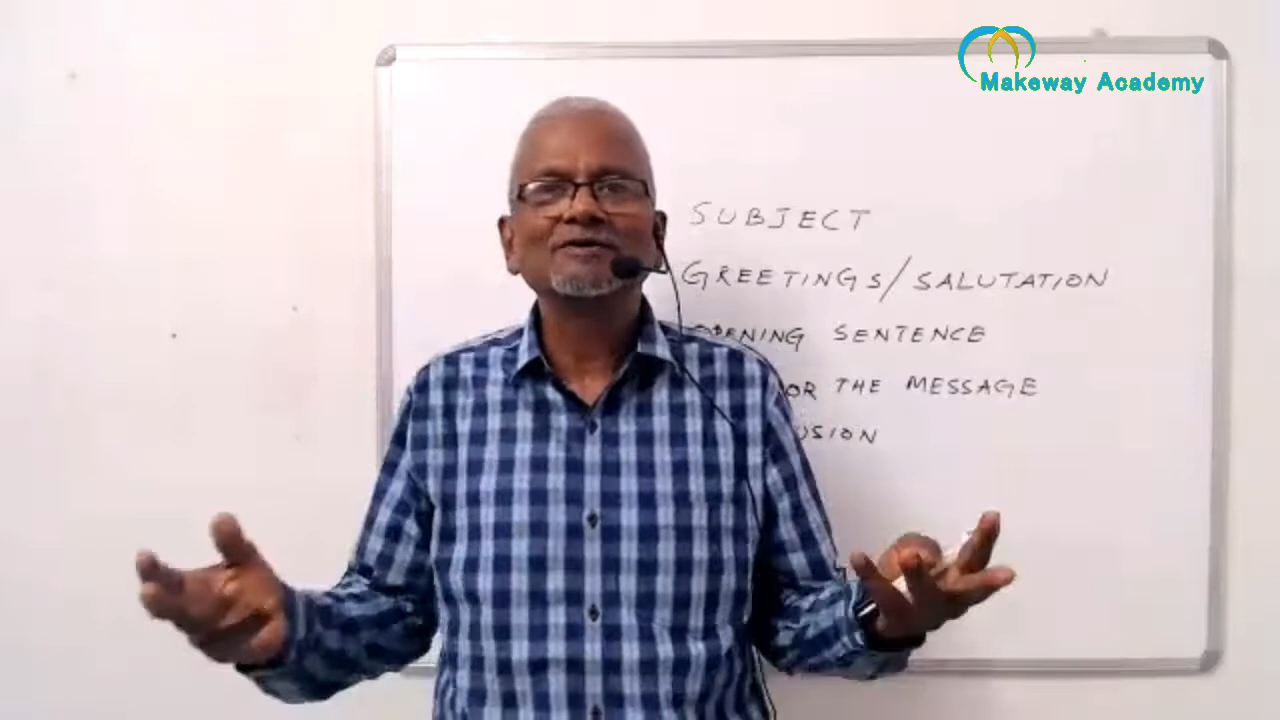 Makeway Academy
SUBJECT
GREETINGS/SALUTATION
OPENING SENTENCE
THE MESSAGE